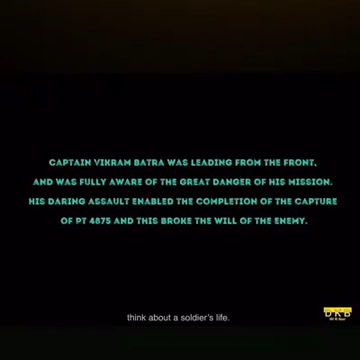 CAPTAIN VIKRAM BATRA WAS LEADING FROM THE FRONT,
AND WAS FULLY AWARE OF THE GREAT DANGER OF HIS MISSION.
HIS DARING ASSAULT ENABLED THE COMPLETION OF THE CAPTURE
OF PT 4875 AND THIS BROKE THE WILL OF THE ENEMY.
think about a soldier's life.
DKB